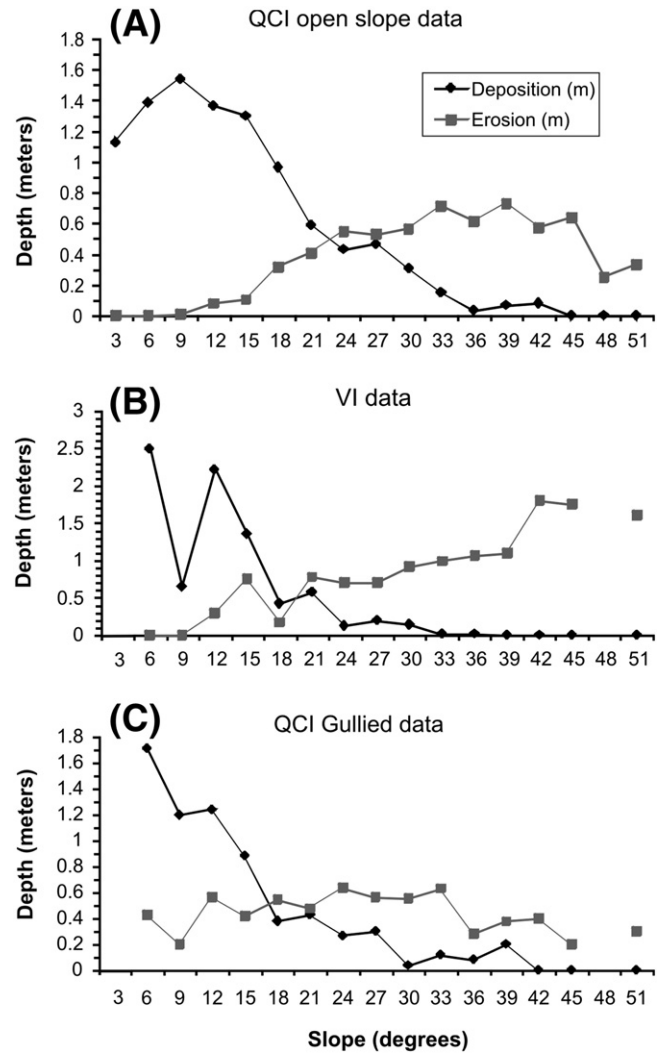 (A)
QCI open slope data
Deposition (m)
Erosion (m)
Depth (meters)
1.8
1.6
1.4
1.2
1
0.8
0.6
0.4
0.2
0
3 6 9 12 15 18 21 24 27 30 33 36 39 42 45 48 51
(B)
VI data
Depth (meters)
3
2.5
2
1.5
1
0.5
0
3 6 9 12 15 18 21 24 27 30 33 36 39 42 45 48 51
(C)
QCI Gullied data
Depth (meters)
1.8
1.6
1.4
1.2
1
0.8
0.6
0.4
0.2
0
3 6 9 12 15 18 21 24 27 30 33 36 39 42 45 48 51
Slope (degrees)